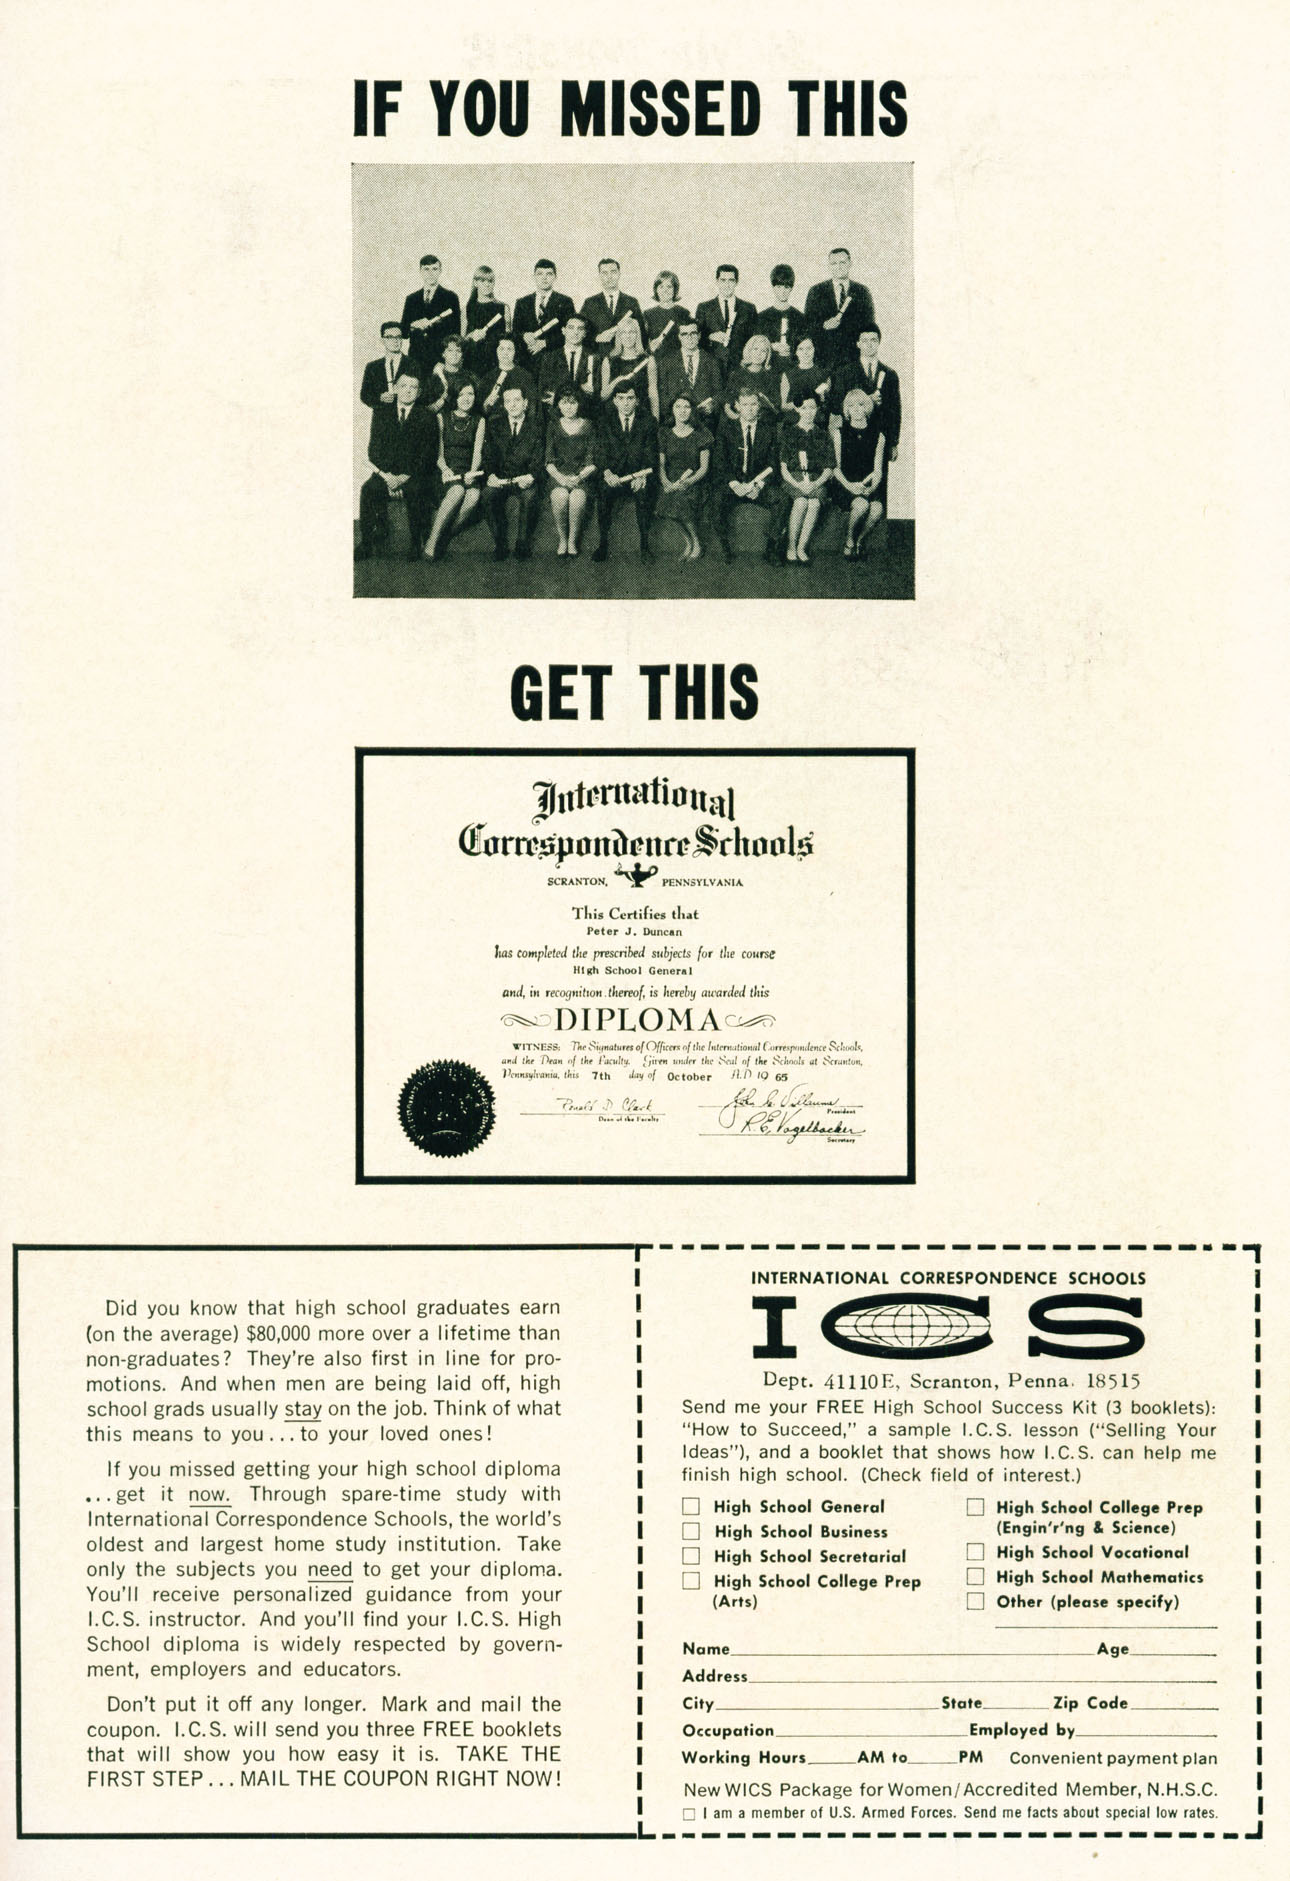 IF YOU MISSED THIS
GET THIS
International
Correspondence Schools
SCRANTON, PENNSYLVANIA
This Certifies that
Peter J. Duncan
has completed the prescribed subjects for the course
High School General
and, in recognition thereof, is hereby awarded this
DIPLOMA
WITNESS: The Signatures of Officers of the International Correspondence Schools,
and the Dean of the Faculty. Given under the Seal of the Schools at Scranton,
Pennsylvania, this 7th day of October A.D 19 65
Ronald D Clark
Dean of the Faculty
John C. Villaume
President
R.E. Vogelbacker
Secretary
Did you know that high school graduates earn
(on the average) $80,000 more over a lifetime than
non-graduates? They're also first in line for pro-
motions. And when men are being laid off, high
school grads usually stay on the job. Think of what
this means to you...to your loved ones!
If you missed getting your high school diploma
...get it now. Through spare-time study with
International Correspondence Schools, the world's
oldest and largest home study institution. Take
only the subjects you need to get your diploma.
You'll receive personalized guidance from your
I.C.S. instructor. And you'll find your I.C.S. High
School diploma is widely respected by govern-
ment, employers and educators.
Don't put it off any longer. Mark and mail the
coupon. I.C.S. will send you three FREE booklets
that will show you how easy it is. TAKE THE
FIRST STEP...MAIL THE COUPON RIGHT NOW!
INTERNATIONAL CORRESPONDENCE SCHOOLS
ICS
Dept. 41110E, Scranton, Penna. 18515
Send me your FREE High School Success Kit (3 booklets):
"How to Succeed," a sample I.C.S. lesson ("Selling Your
Ideas"), and a booklet that shows how I.C.S. can help me
finish high school. (Check field of interest.)
High School General
High School Business
High School Secretarial
High School College Prep
(Arts)
High School College Prep
(Engin'r'ng & Science)
High School Vocational
High School Mathematics
Other (please specify)
Name Age
Address
City State Zip Code
Occupation Employed by
Working Hours AM to PM Convenient payment plan
New WICS Package for Women/Accredited Member, N.H.S.C.
I am a member of U.S. Armed Forces. Send me facts about special low rates.